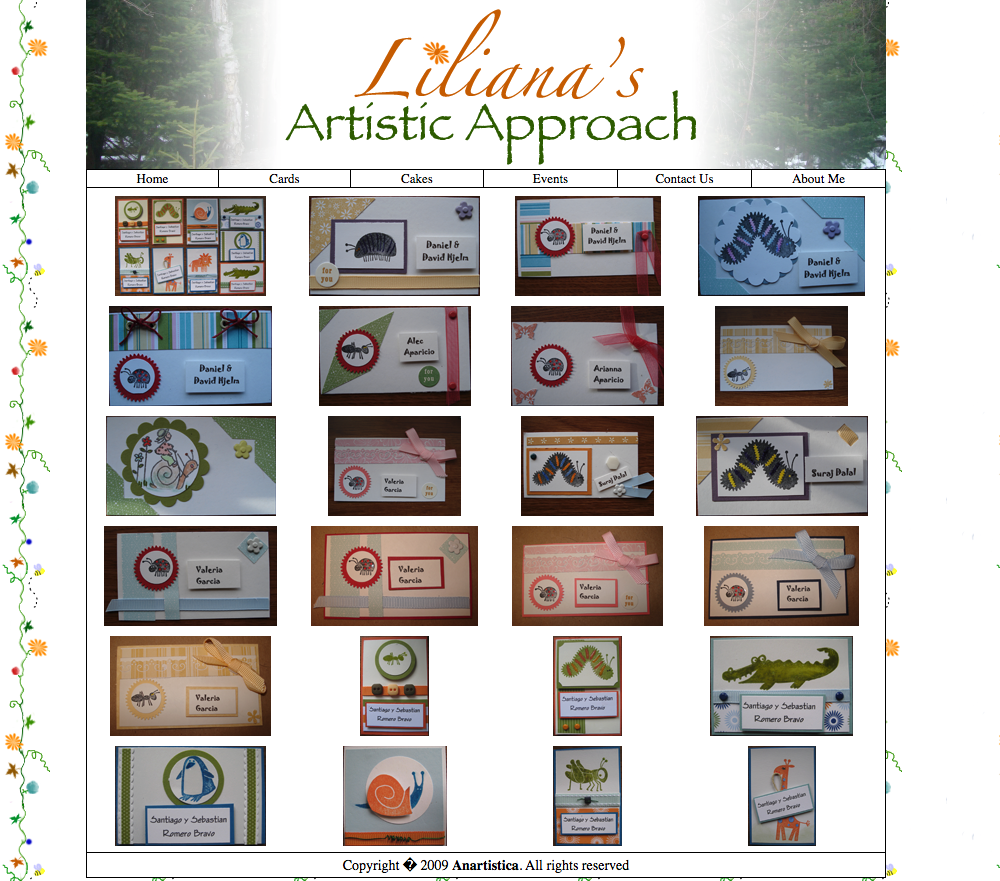 Liliana's
Artistic Approach
Home Cards Cakes Events Contact Us About Me
Daniel &
David Hjelm
for
you
Daniel &
David Hjelm
Daniel &
David Hjelm
Daniel &
David Hjelm
Alec
Aparicio
for
you
Arianna
Aparicio
Valeria
Garcia
for
you
Suraj Dalal
Suraj Dalal
Valeria
Garcia
Valeria
Garcia
Valeria
Garcia
for
you
Valeria
Garcia
Valeria
Garcia
Santiago y Sebastian
Romero Bravo
Santiago y Sebastian
Romero Bravo
Santiago y Sebastian
Romero Bravo
Santiago y Sebastian
Romero Bravo
Santiago y Sebastian
Romero Bravo
Santiago y Sebastian
Romero Bravo
Copyright � 2009 Anartistica. All rights reserved